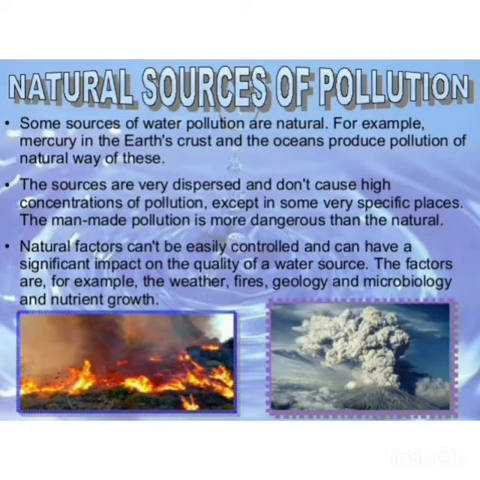 NATURAL SOURCES OF POLLUTION
• Some sources of water pollution are natural. For example,
mercury in the Earth's crust and the oceans produce pollution of
natural way of these.
• The sources are very dispersed and don't cause high
concentrations of pollution, except in some very specific places.
The man-made pollution is more dangerous than the natural.
• Natural factors can't be easily controlled and can have a
significant impact on the quality of a water source. The factors
are, for example, the weather, fires, geology and microbiology
and nutrient growth.